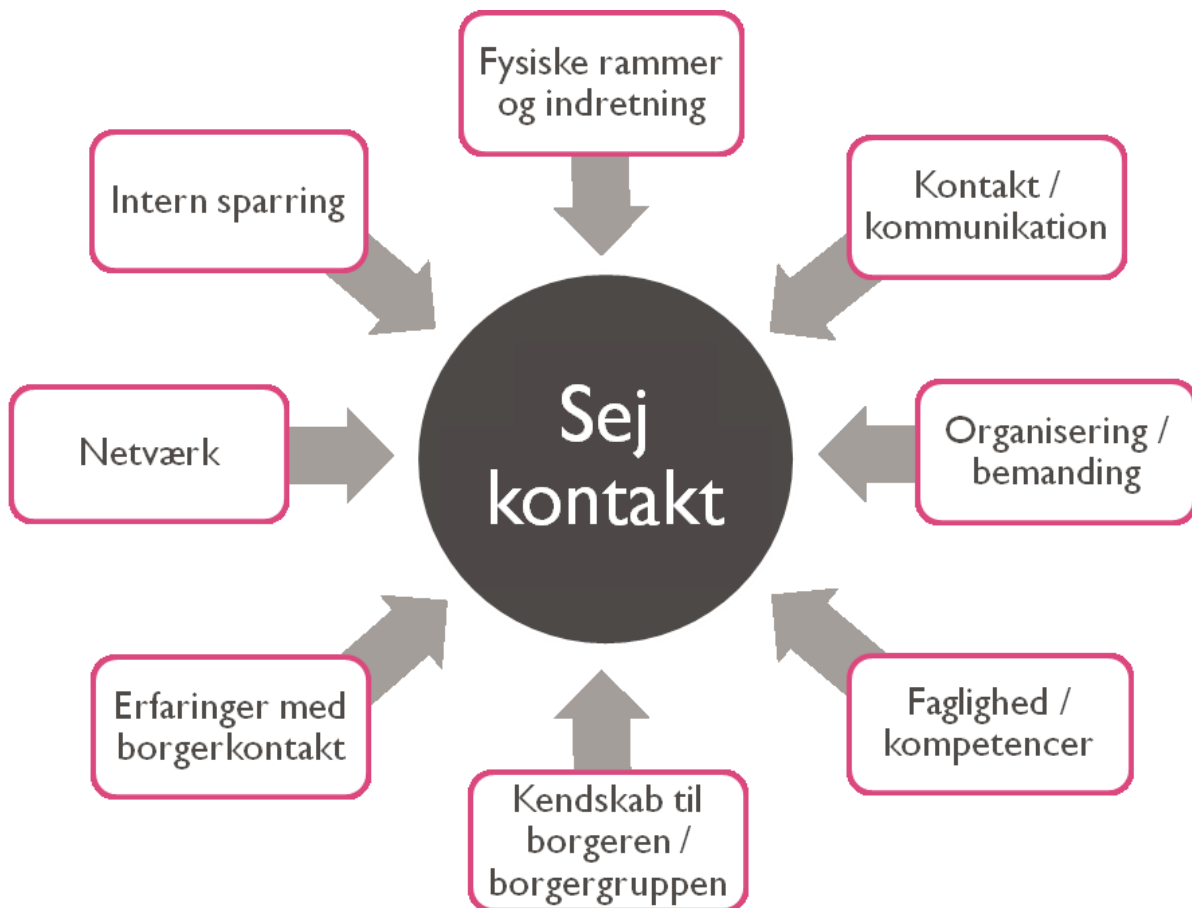 Fysiske rammer
og indretning
Intern sparring
Kontakt /
kommunikation
Sej
kontakt
Netværk
Organisering /
bemanding
Erfaringer med
borgerkontakt
Faglighed /
kompetencer
Kendskab til
borgeren /
borgergruppen